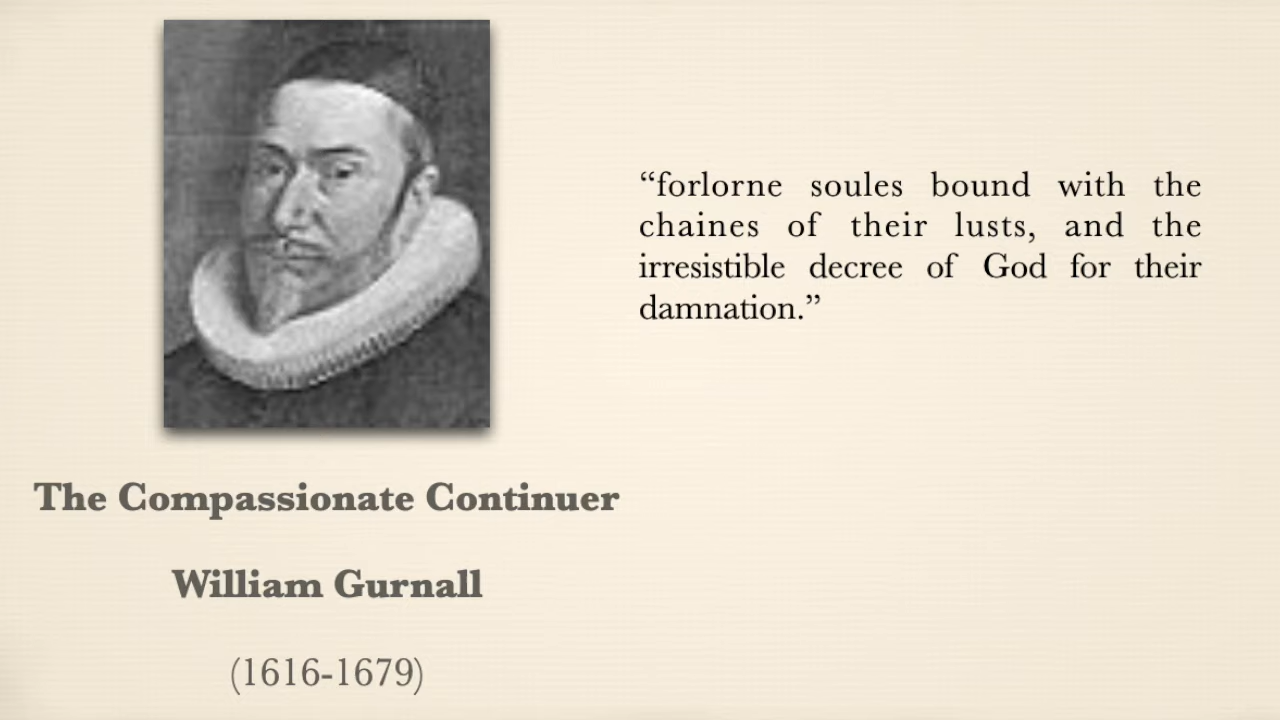 “forlorne soules bound with the
chaines of their lusts, and the
irresistible decree of God for their
damnation.”
The Compassionate Continuer
William Gurnall
(1616-1679)